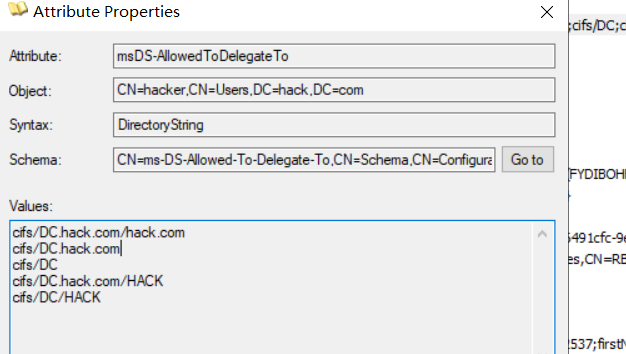 Attribute Properties
;cifs/DC;c
Attribute: msDS-AllowedToDelegateTo
Object: CN=hacker,CN=Users,DC=hack,DC=com
Syntax: DirectoryString
Schema: CN=ms-DS-Allowed-To-Delegate-To,CN=Schema,CN=Configura Go to
(FYDIBOHI
Values:
cifs/DC.hack.com/hack.com
5491cfc-9e
cifs/DC.hack.com
es,CN=RE
cifs/DC
cifs/DC.hack.com/HACK
cifs/DC/HACK
2537;firstN